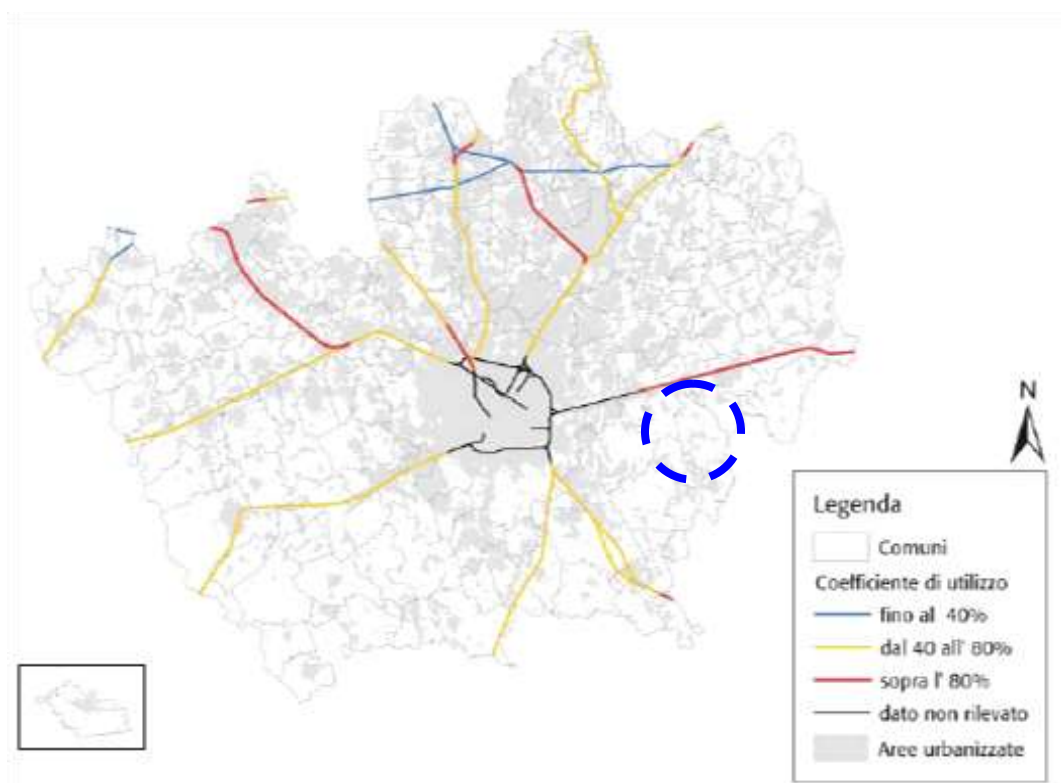 N
Legenda
Comuni
Coefficiente di utilizzo
fino al 40%
dal 40 all' 80%
sopra l' 80%
dato non rilevato
Aree urbanizzate